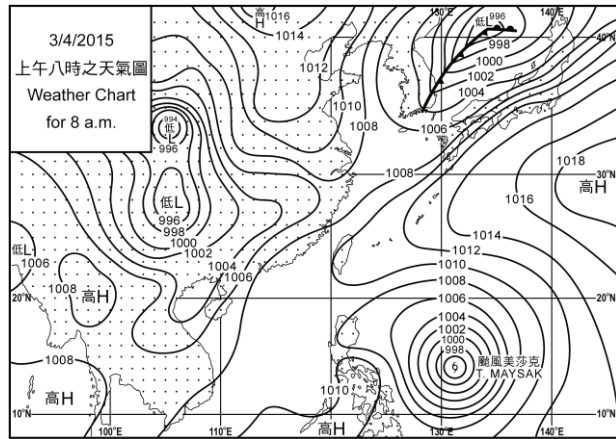 3/4/2015
上午八時之天氣圖
Weather Chart
for 8 a.m.
高
H
1016
1014
1012
1010
1008
低L
996
998
1000
1002
1004
1006
140°E
40°N
994
低
L
996
低L
996
998
1000
1002
1004
1006
1008
1018
30°N
高H
1016
1014
1012
1010
1008
1006
1004
1002
1000
998
低L
1006
1008
高H
20°N
20°N
颱風美莎克
T. MAYSAK
1008
高H
1010
高
H
10°N
10°N
100°E
110°E
120°E
130°E
140°E